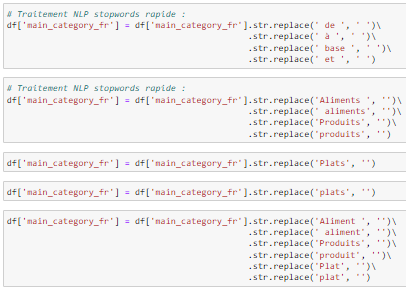 # Traitement NLP stopwords rapide :
df['main_category_fr'] = df['main_category_fr'].str.replace(' de ', ' ')\
.str.replace(' à ', ' ')\
.str.replace(' base ', ' ')\
.str.replace(' et ', ' ')
# Traitement NLP stopwords rapide :
df['main_category_fr'] = df['main_category_fr'].str.replace('Aliments ', '')\
.str.replace(' aliments', '')\
.str.replace('Produits', '')\
.str.replace('produits', '')
df['main_category_fr'] = df['main_category_fr'].str.replace('Plats', '')
df['main_category_fr'] = df['main_category_fr'].str.replace('plats', '')
df['main_category_fr'] = df['main_category_fr'].str.replace('Aliment ', '')\
.str.replace(' aliment', '')\
.str.replace('Produits', '')\
.str.replace('produit', '')\
.str.replace('Plat', '')\
.str.replace('plat', '')